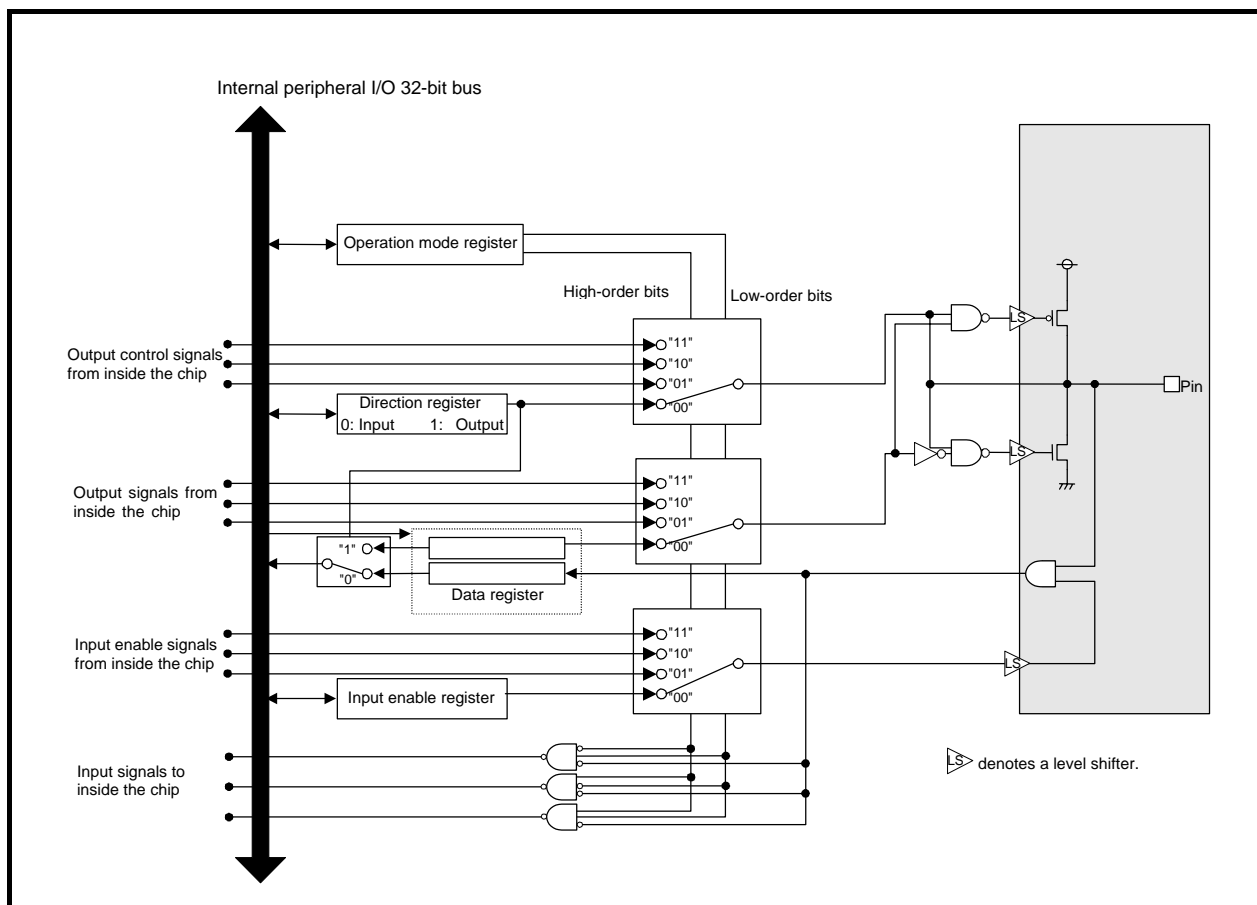 Internal peripheral I/O 32-bit bus
Operation mode register
High-order bits
Low-order bits
Output control signals
from inside the chip
"11"
"10"
"01"
"00"
Direction register
0: Input 1: Output
LS
LS
Pin
Output signals from
inside the chip
"11"
"10"
"01"
"00"
"1"
"0"
Data register
Input enable signals
from inside the chip
"11"
"10"
"01"
"00"
Input enable register
LS
Input signals to
inside the chip
LS denotes a level shifter.